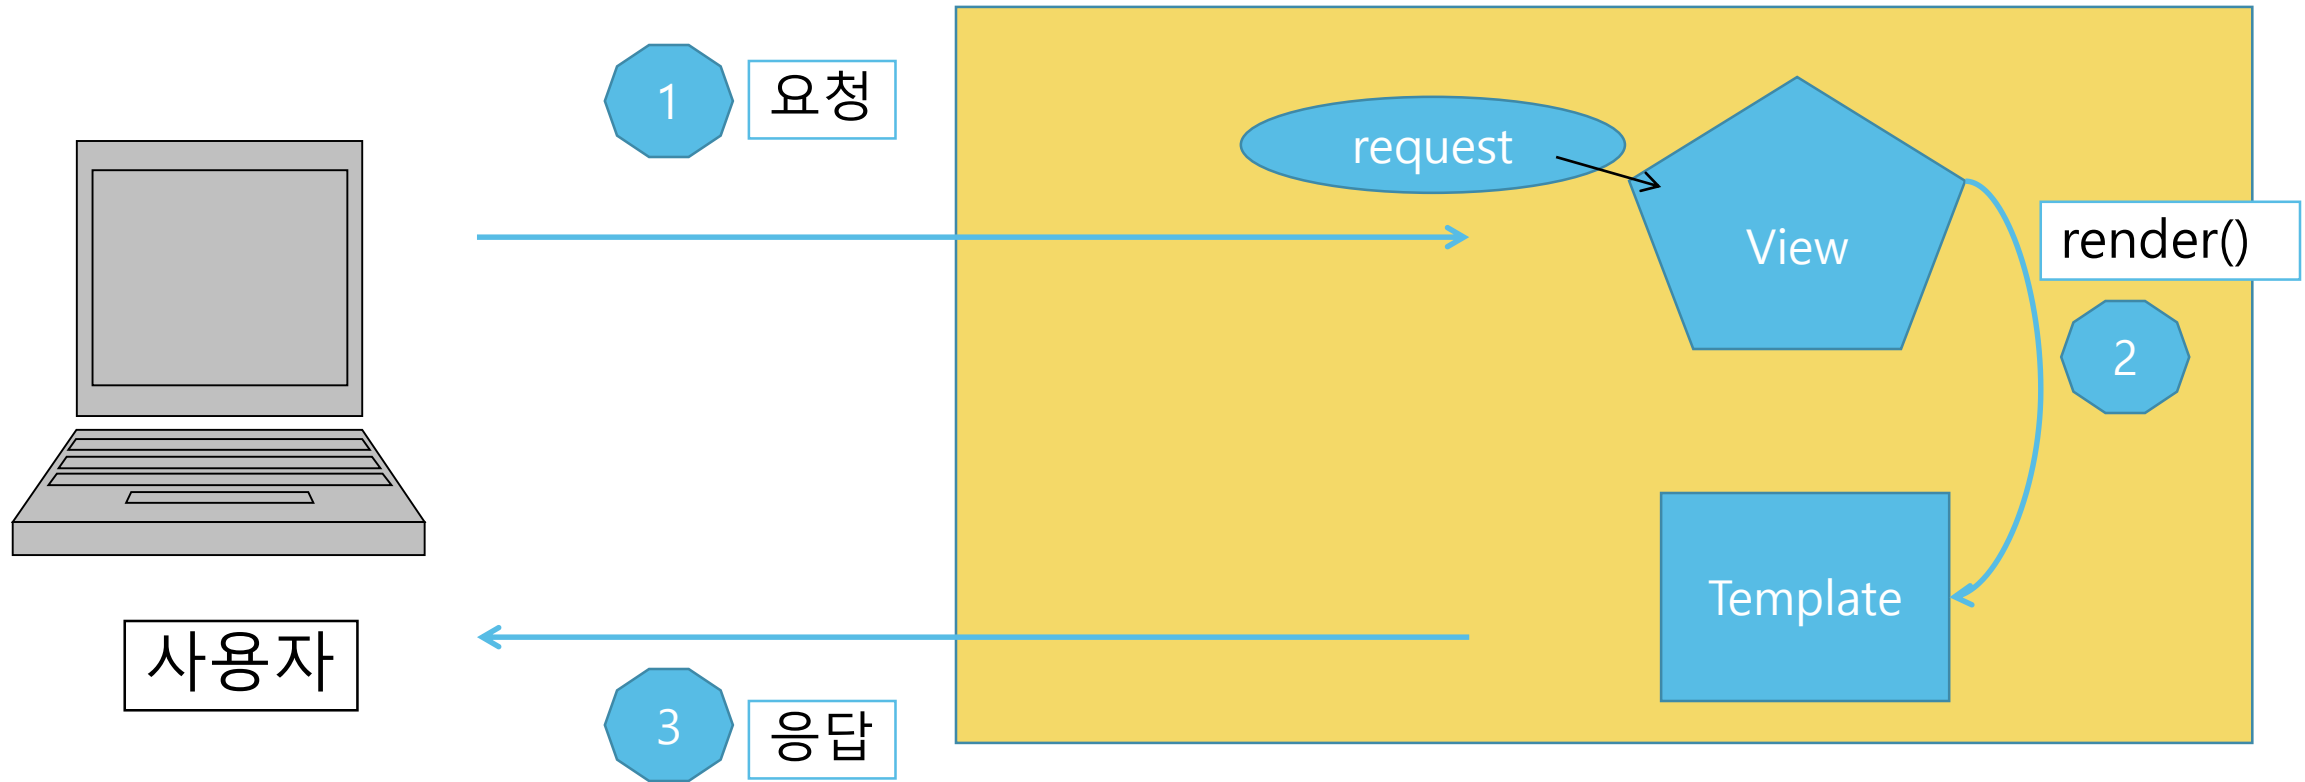 1
요청
request
View
render()
2
Template
사용자
3
응답